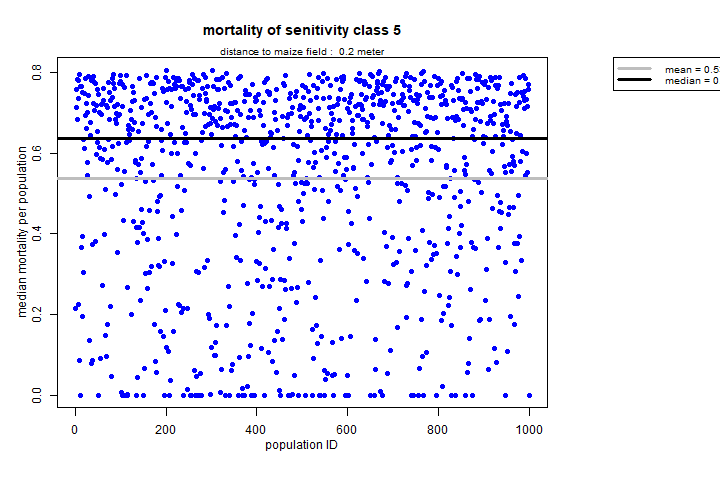 mortality of senitivity class 5
distance to maize field : 0.2 meter
mean = 0.5
median = 0
median mortality per population
0.8
0.6
0.4
0.2
0.0
0 200 400 600 800 1000
population ID